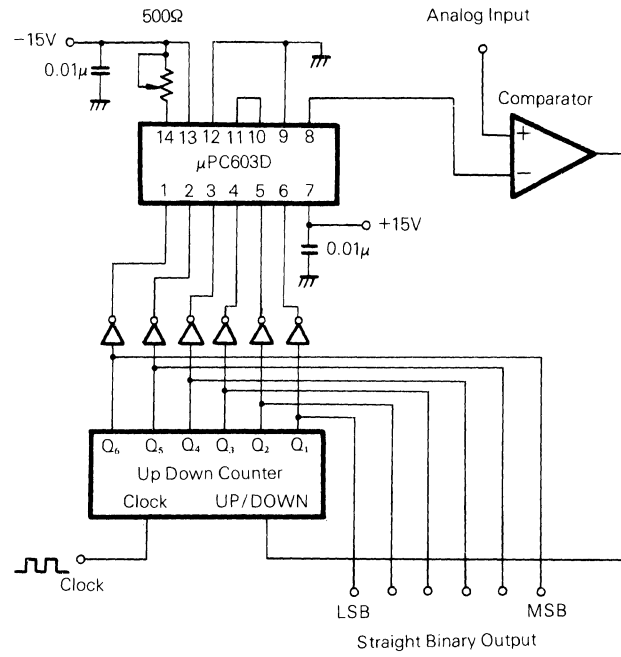 500Ω
Analog Input
−15V
0.01μ
Comparator
14 13 12 11 10 9 8
μPC603D
1 2 3 4 5 6 7
+
−
+15V
0.01μ
Q6 Q5 Q4 Q3 Q2 Q1
Up Down Counter
Clock UP/DOWN
Clock
LSB MSB
Straight Binary Output